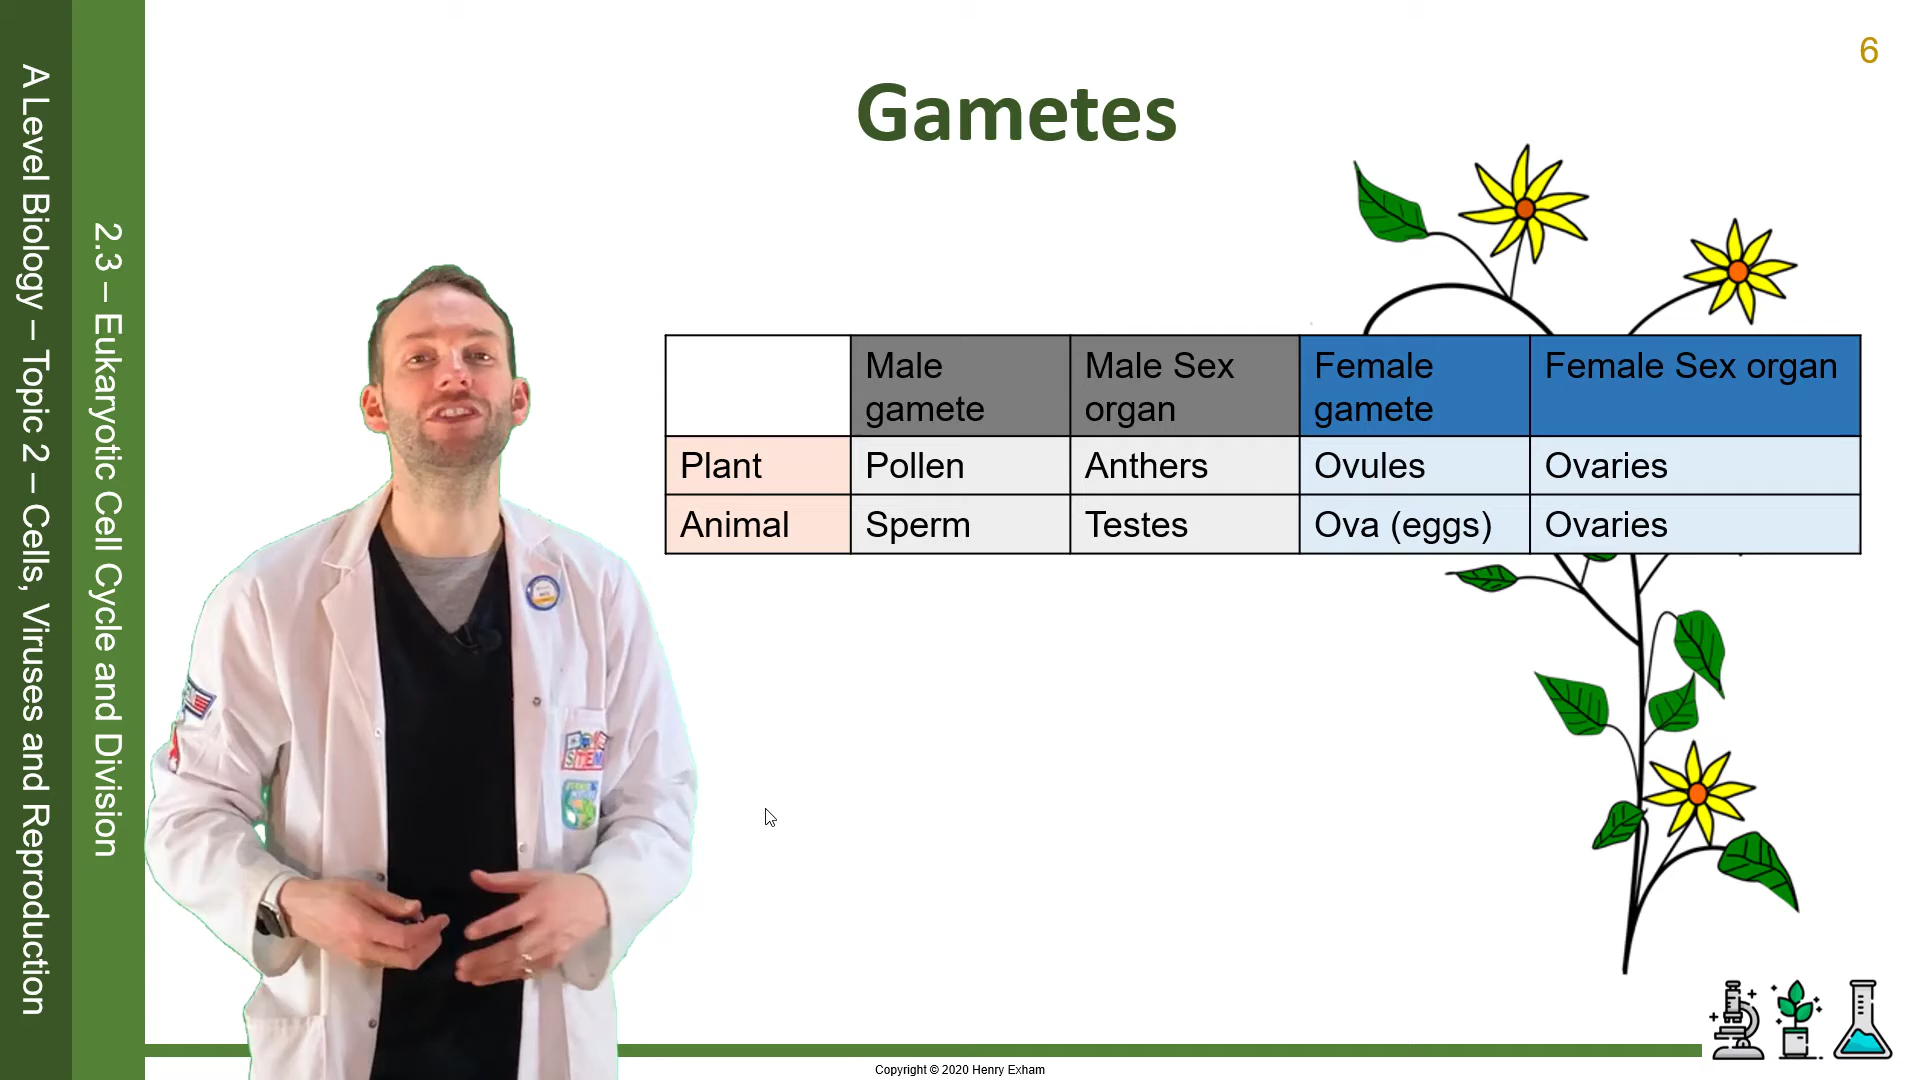 A Level Biology – Topic 2 – Cells, Viruses and Reproduction
2.3 – Eukaryotic Cell Cycle and Division
6
Gametes
Male gamete
Male Sex organ
Female gamete
Female Sex organ
Plant
Pollen
Anthers
Ovules
Ovaries
Animal
Sperm
Testes
Ova (eggs)
Ovaries
STEM
Copyright © 2020 Henry Exham